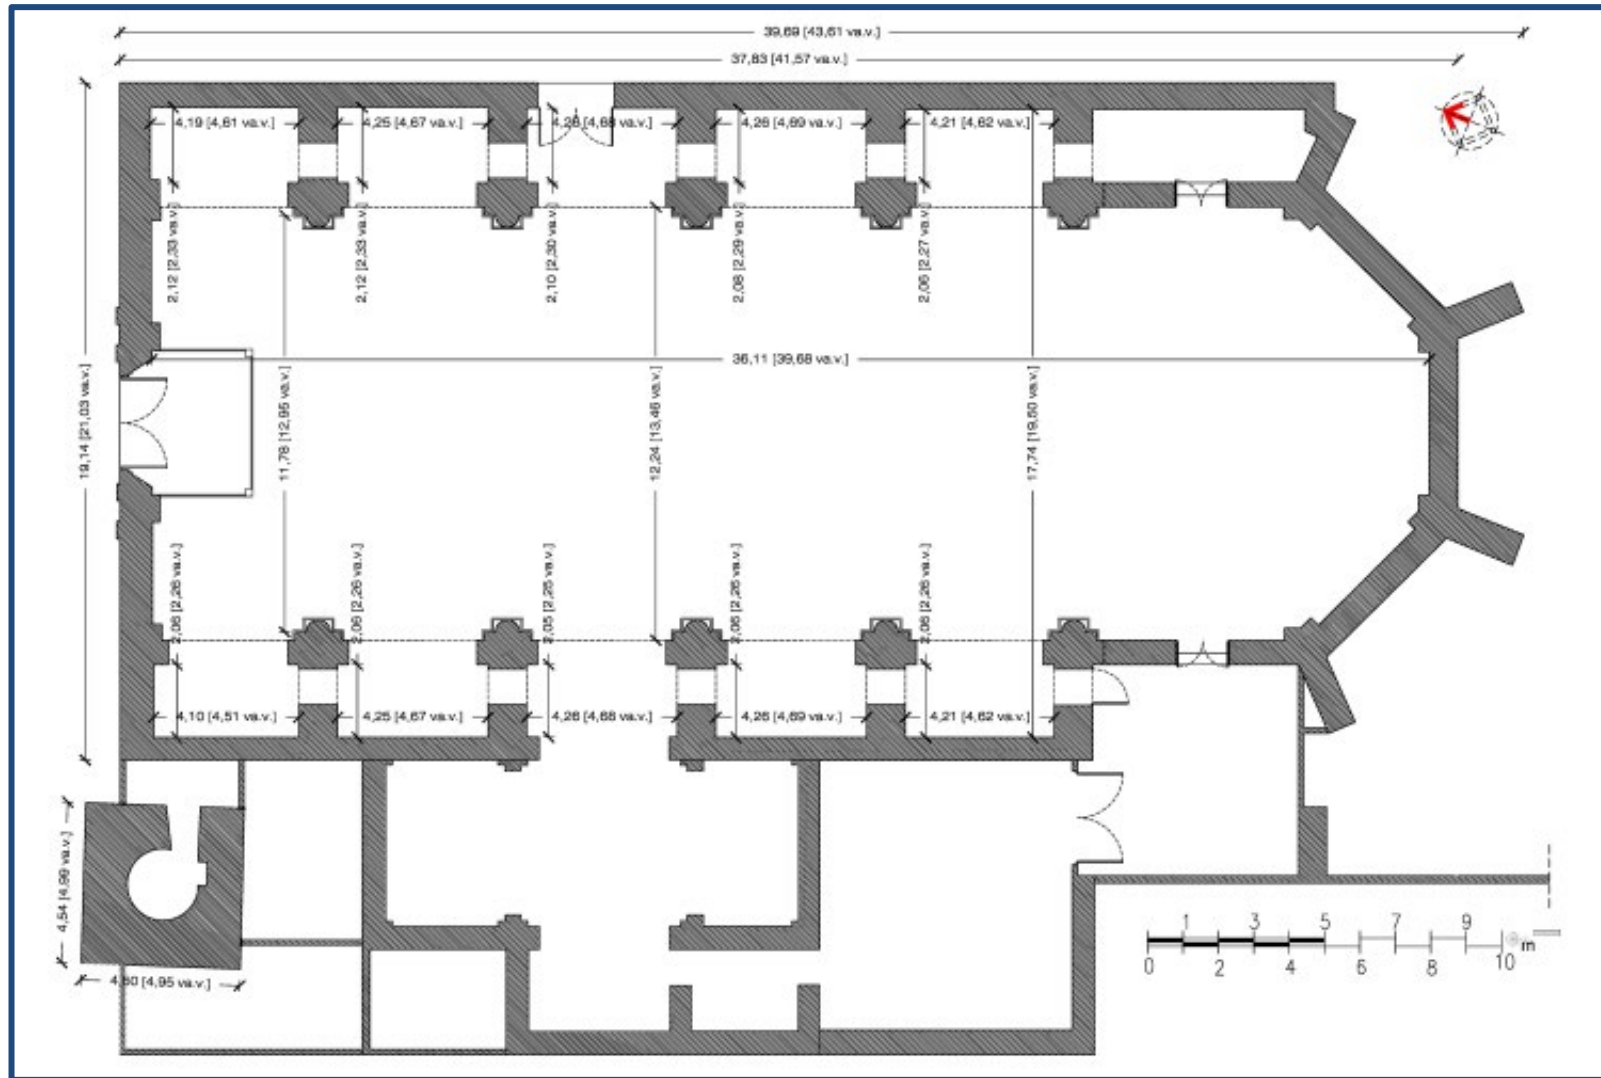 39,69 [43,61 va.v.]
37,83 [41,57 va.v.]
4,19 [4,61 va.v.]
4,25 [4,67 va.v.]
4,28 [4,68 va.v.]
4,26 [4,69 va.v.]
4,21 [4,62 va.v.]
2,12 [2,33 va.v.]
2,12 [2,33 va.v.]
2,10 [2,30 va.v.]
2,08 [2,29 va.v.]
2,06 [2,27 va.v.]
36,11 [39,68 va.v.]
19,14 [21,03 va.v.]
11,78 [12,95 va.v.]
12,24 [13,46 va.v.]
17,74 [19,50 va.v.]
2,06 [2,26 va.v.]
2,06 [2,26 va.v.]
2,05 [2,25 va.v.]
2,06 [2,26 va.v.]
2,06 [2,26 va.v.]
4,10 [4,51 va.v.]
4,25 [4,67 va.v.]
4,26 [4,68 va.v.]
4,26 [4,69 va.v.]
4,21 [4,62 va.v.]
4,54 [4,99 va.v.]
4,50 [4,95 va.v.]
1 3 5 7 9
m
0 2 4 6 8 10